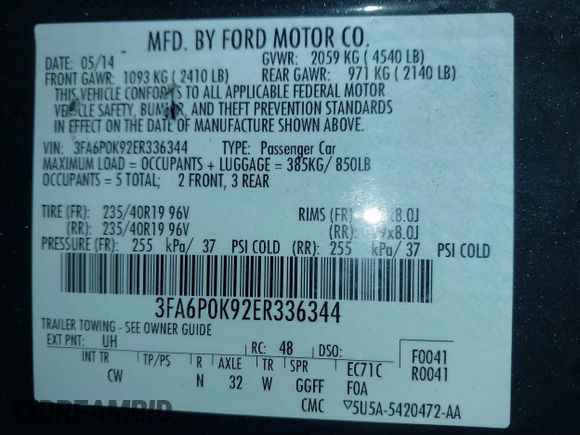 MFD. BY FORD MOTOR CO.
DATE: 05/14 GVWR: 2059 KG ( 4540 LB)
FRONT GAWR: 1093 KG ( 2410 LB) REAR GAWR: 971 KG ( 2140 LB)
THIS VEHICLE CONFORMS TO ALL APPLICABLE FEDERAL MOTOR
VEHICLE SAFETY, BUMPER, AND THEFT PREVENTION STANDARDS
IN EFFECT ON THE DATE OF MANUFACTURE SHOWN ABOVE.
VIN: 3FA6P0K92ER336344 TYPE: Passenger Car
MAXIMUM LOAD = OCCUPANTS + LUGGAGE = 385KG/ 850LB
OCCUPANTS = 5 TOTAL; 2 FRONT, 3 REAR
TIRE (FR): 235/40R19 96V RIMS (FR): 19x8.0J
(RR): 235/40R19 96V (RR): 19x8.0J
PRESSURE (FR): 255 kPa/ 37 PSI COLD (RR): 255 kPa/ 37 PSI COLD
3FA6P0K92ER336344
TRAILER TOWING - SEE OWNER GUIDE
EXT PNT: UH RC: 48 DSO: F0041
INT TR TP/PS R AXLE TR SPR EC71C R0041
CW N 32 W GGFF F0A
CMC ▽5U5A-5420472-AA
DREAMBID